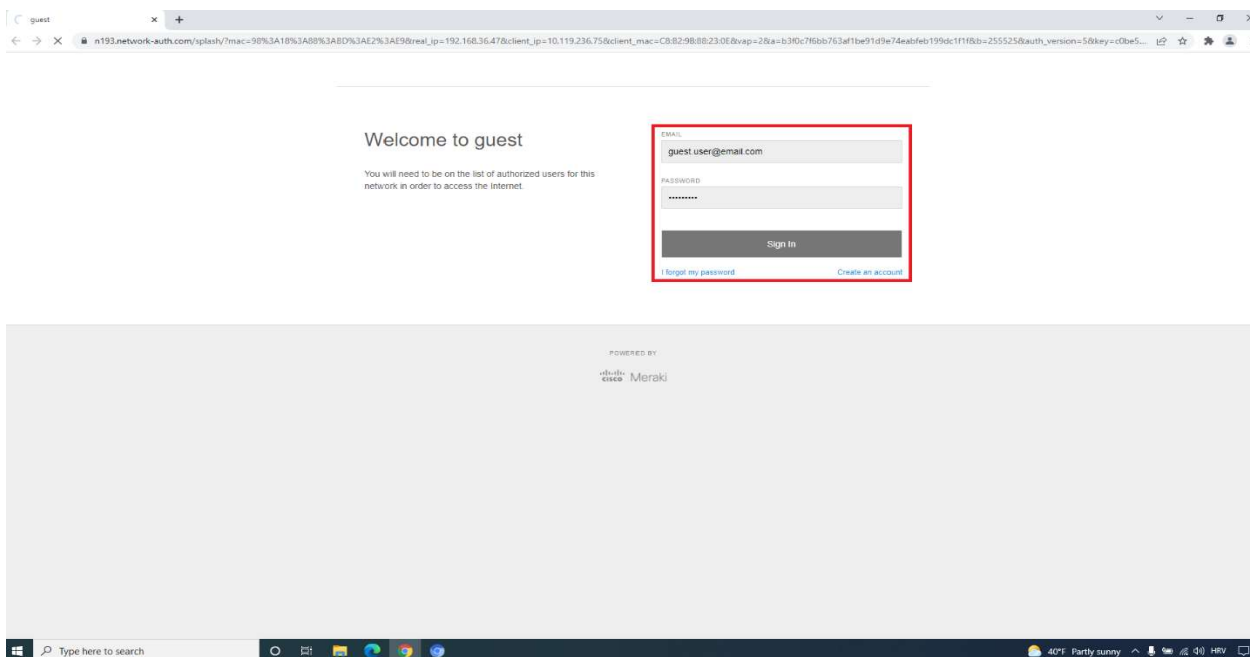 guest
n193.network-auth.com/splash/?mac=98%3A18%3A88%3ABD%3AE2%3AE9&real_ip=192.168.36.47&client_ip=10.119.236.75&client_mac=C8:82:98:88:23:0E&vap=2&a=b3f0c7f6bb763af1be91d9e74eabfeb199dc1f1f&b=255525&auth_version=5&key=c0be5...
Welcome to guest
You will need to be on the list of authorized users for this
network in order to access the Internet.
EMAIL
guest.user@email.com
PASSWORD
Sign In
I forgot my password Create an account
POWERED BY
cisco Meraki
Type here to search
40°F Partly sunny HRV